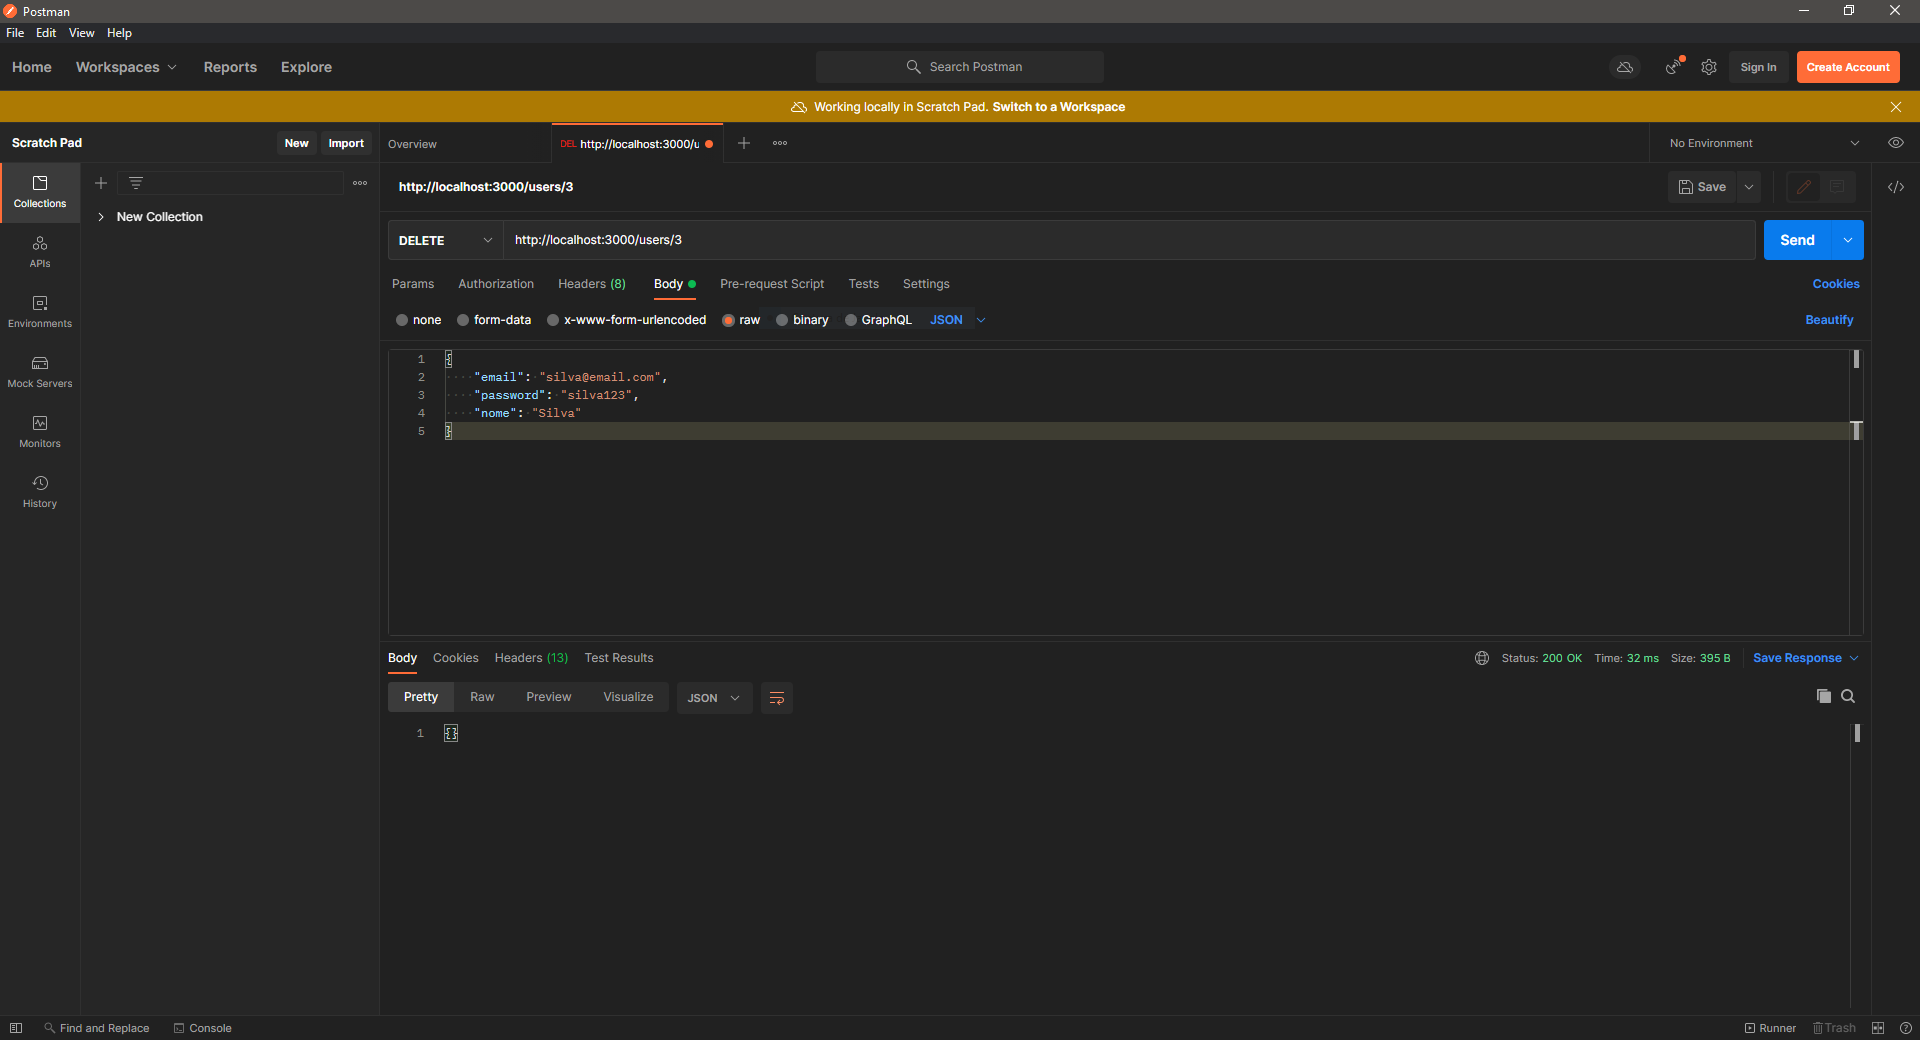 Postman
File Edit View Help
Home Workspaces Reports Explore Search Postman Sign In Create Account
Working locally in Scratch Pad. Switch to a Workspace
Scratch Pad New Import Overview DEL http://localhost:3000/u No Environment
http://localhost:3000/users/3 Save
Collections
New Collection
DELETE http://localhost:3000/users/3 Send
APIs
Params Authorization Headers (8) Body Pre-request Script Tests Settings Cookies
Environments
none form-data x-www-form-urlencoded raw binary GraphQL JSON Beautify
1 {
2 "email": "silva@email.com",
Mock Servers
3 "password": "silva123",
4 "nome": "Silva"
5 }
Monitors
History
Body Cookies Headers (13) Test Results Status: 200 OK Time: 32 ms Size: 395 B Save Response
Pretty Raw Preview Visualize JSON
1 {}
Find and Replace Console Runner Trash